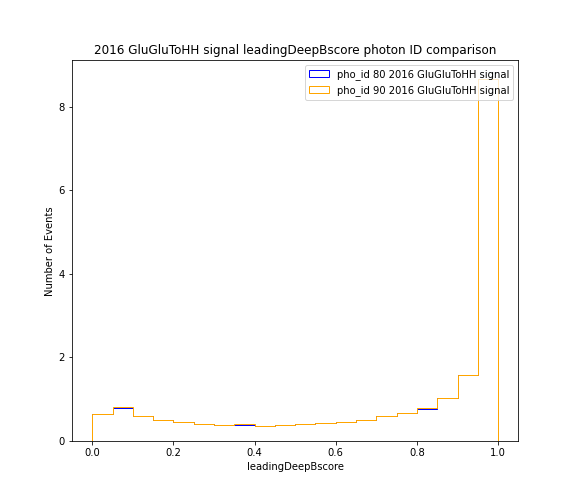 2016 GluGluToHH signal leadingDeepBscore photon ID comparison
pho_id 80 2016 GluGluToHH signal
pho_id 90 2016 GluGluToHH signal
Number of Events
8
6
4
2
0
0.0 0.2 0.4 0.6 0.8 1.0
leadingDeepBscore